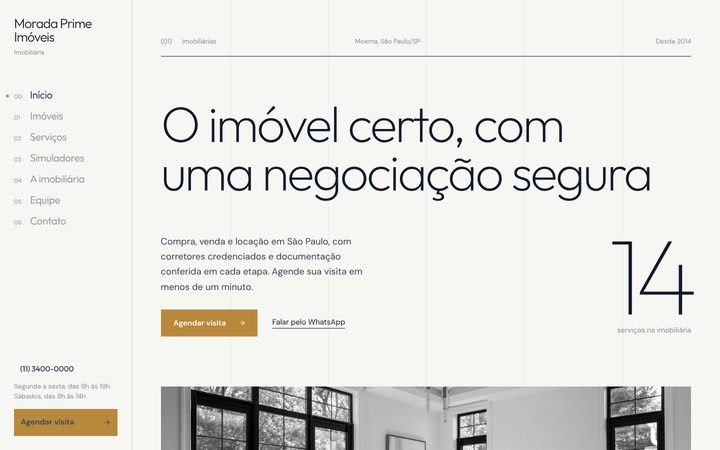 Morada Prime
Imóveis
Imobiliária
00 Início
01 Imóveis
02 Serviços
03 Simuladores
04 A imobiliária
05 Equipe
06 Contato
(11) 3400-0000
Segunda a sexta, das 9h às 19h.
Sábados, das 9h às 14h
Agendar visita →
(01) Imobiliárias
Moema, São Paulo/SP
Desde 2014
O imóvel certo, com
uma negociação segura
Compra, venda e locação em São Paulo, com
corretores credenciados e documentação
conferida em cada etapa. Agende sua visita em
menos de um minuto.
Agendar visita →
Falar pelo WhatsApp
14
serviços na imobiliária